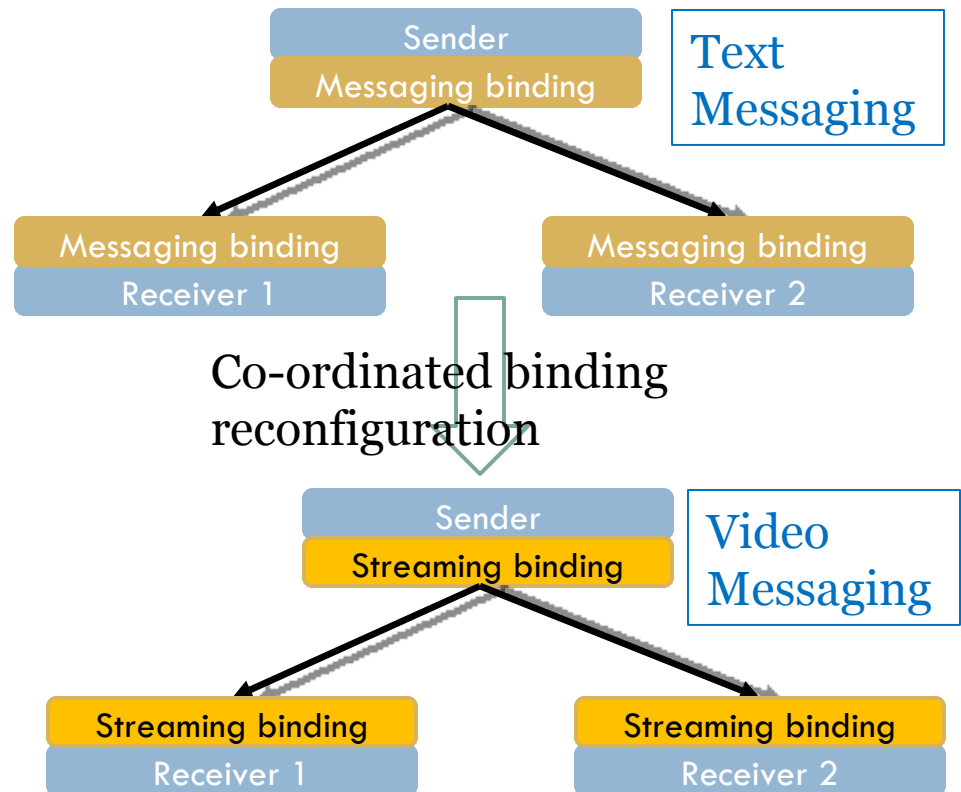 Sender
Messaging binding
Text
Messaging
Messaging binding
Receiver 1
Messaging binding
Receiver 2
Co-ordinated binding
reconfiguration
Sender
Streaming binding
Video
Messaging
Streaming binding
Receiver 1
Streaming binding
Receiver 2